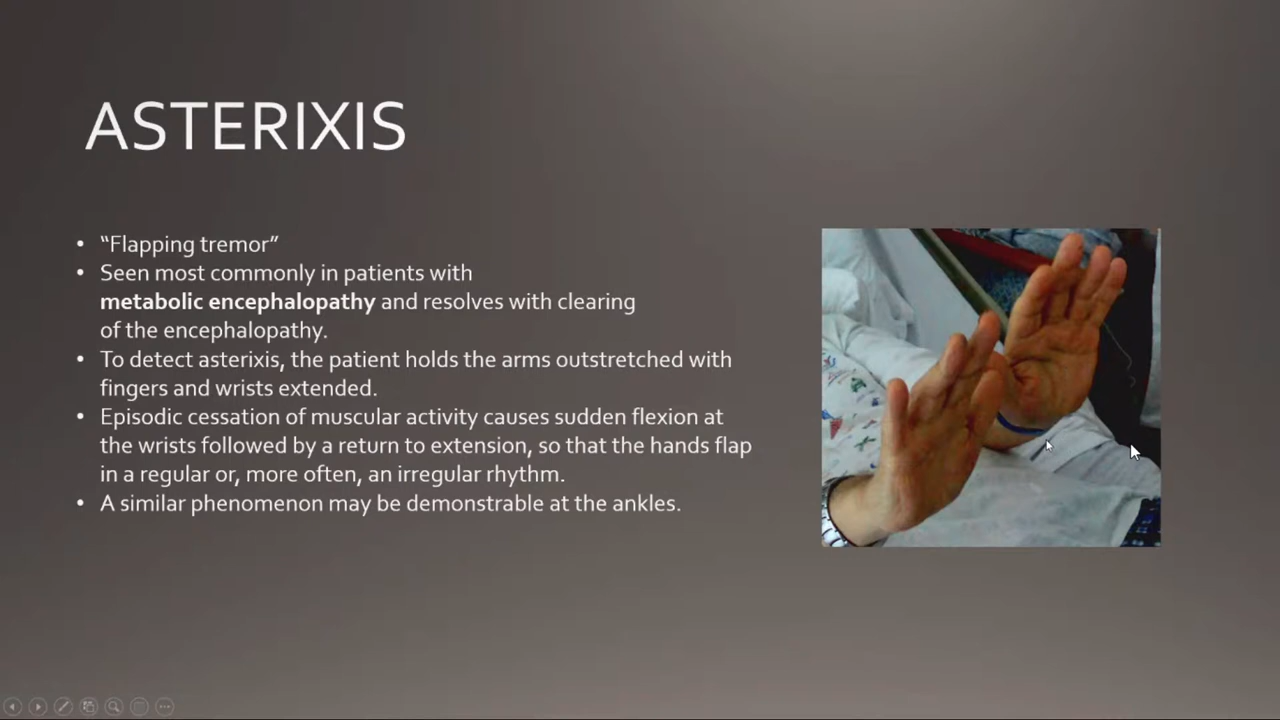 ASTERIXIS
• “Flapping tremor”
• Seen most commonly in patients with
metabolic encephalopathy and resolves with clearing
of the encephalopathy.
• To detect asterixis, the patient holds the arms outstretched with
fingers and wrists extended.
• Episodic cessation of muscular activity causes sudden flexion at
the wrists followed by a return to extension, so that the hands flap
in a regular or, more often, an irregular rhythm.
• A similar phenomenon may be demonstrable at the ankles.